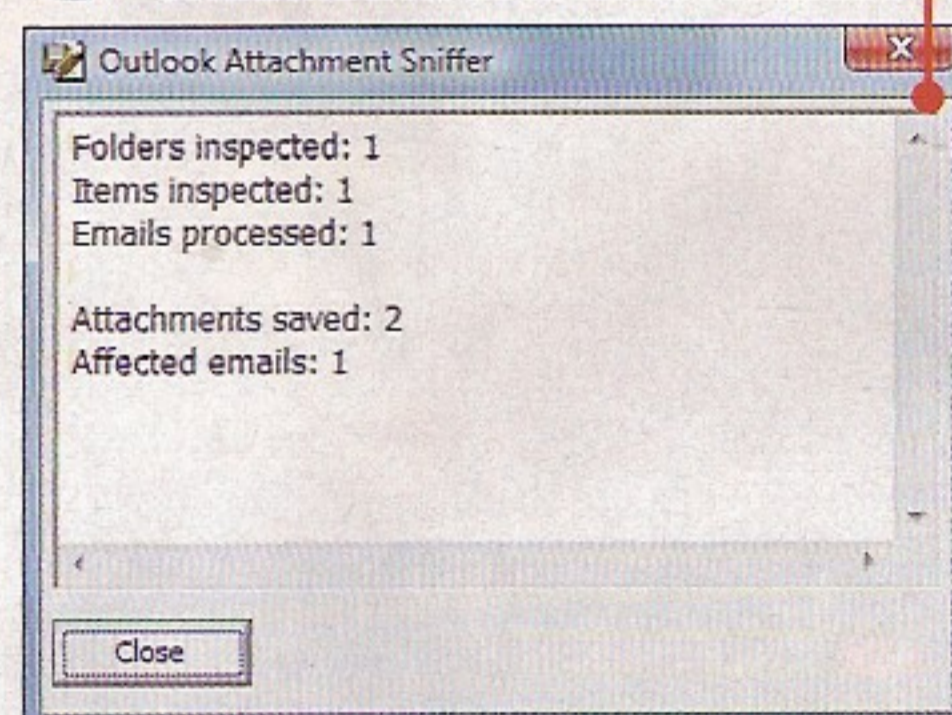 Outlook Attachment Sniffer
Folders inspected: 1
Items inspected: 1
Emails processed: 1
Attachments saved: 2
Affected emails: 1
Close